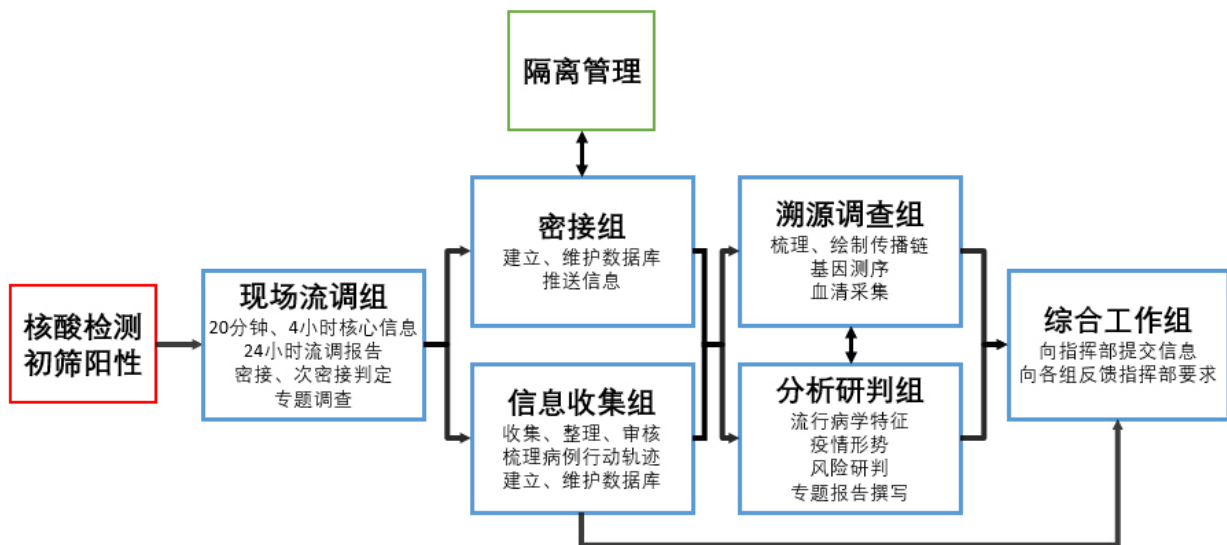 隔离管理
核酸检测
初筛阳性
现场流调组
20分钟、4小时核心信息
24小时流调报告
密接、次密接判定
专题调查
密接组
建立、维护数据库
推送信息
信息收集组
收集、整理、审核
梳理病例行动轨迹
建立、维护数据库
溯源调查组
梳理、绘制传播链
基因测序
血清采集
分析研判组
流行病学特征
疫情形势
风险研判
专题报告撰写
综合工作组
向指挥部提交信息
向各组反馈指挥部要求